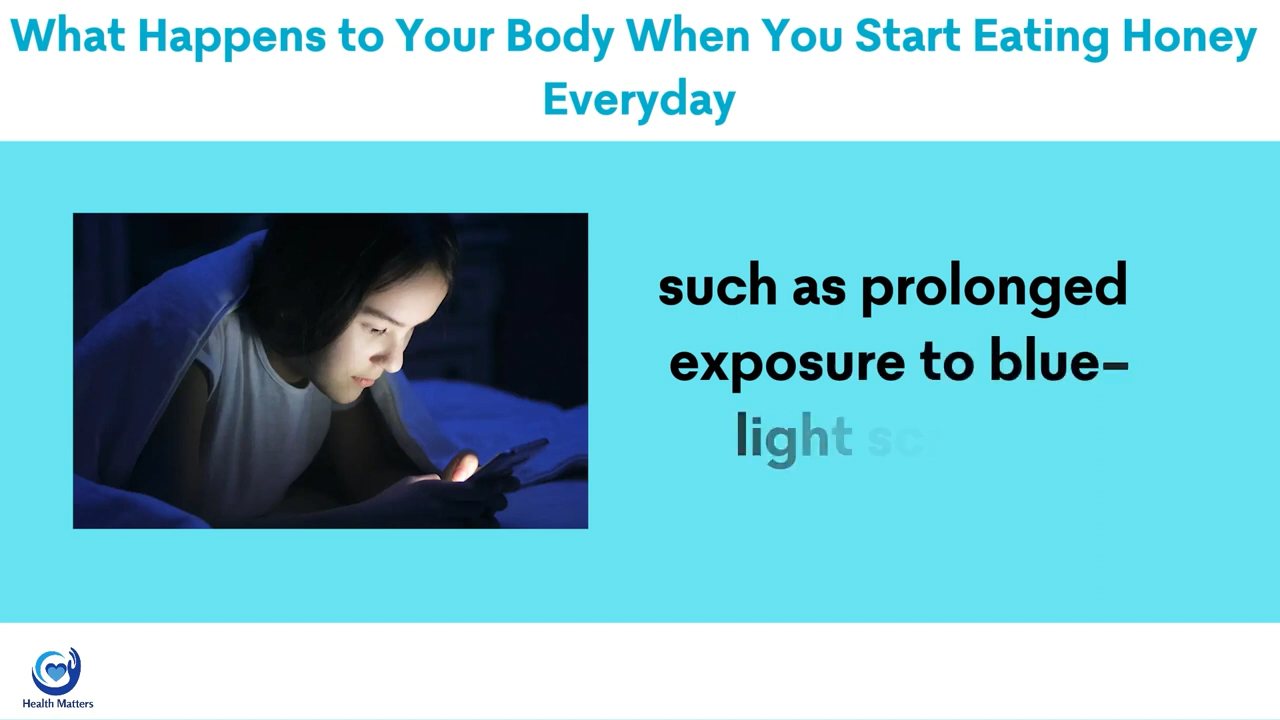 What Happens to Your Body When You Start Eating Honey
Everyday
such as prolonged
exposure to blue–
light
Health Matters